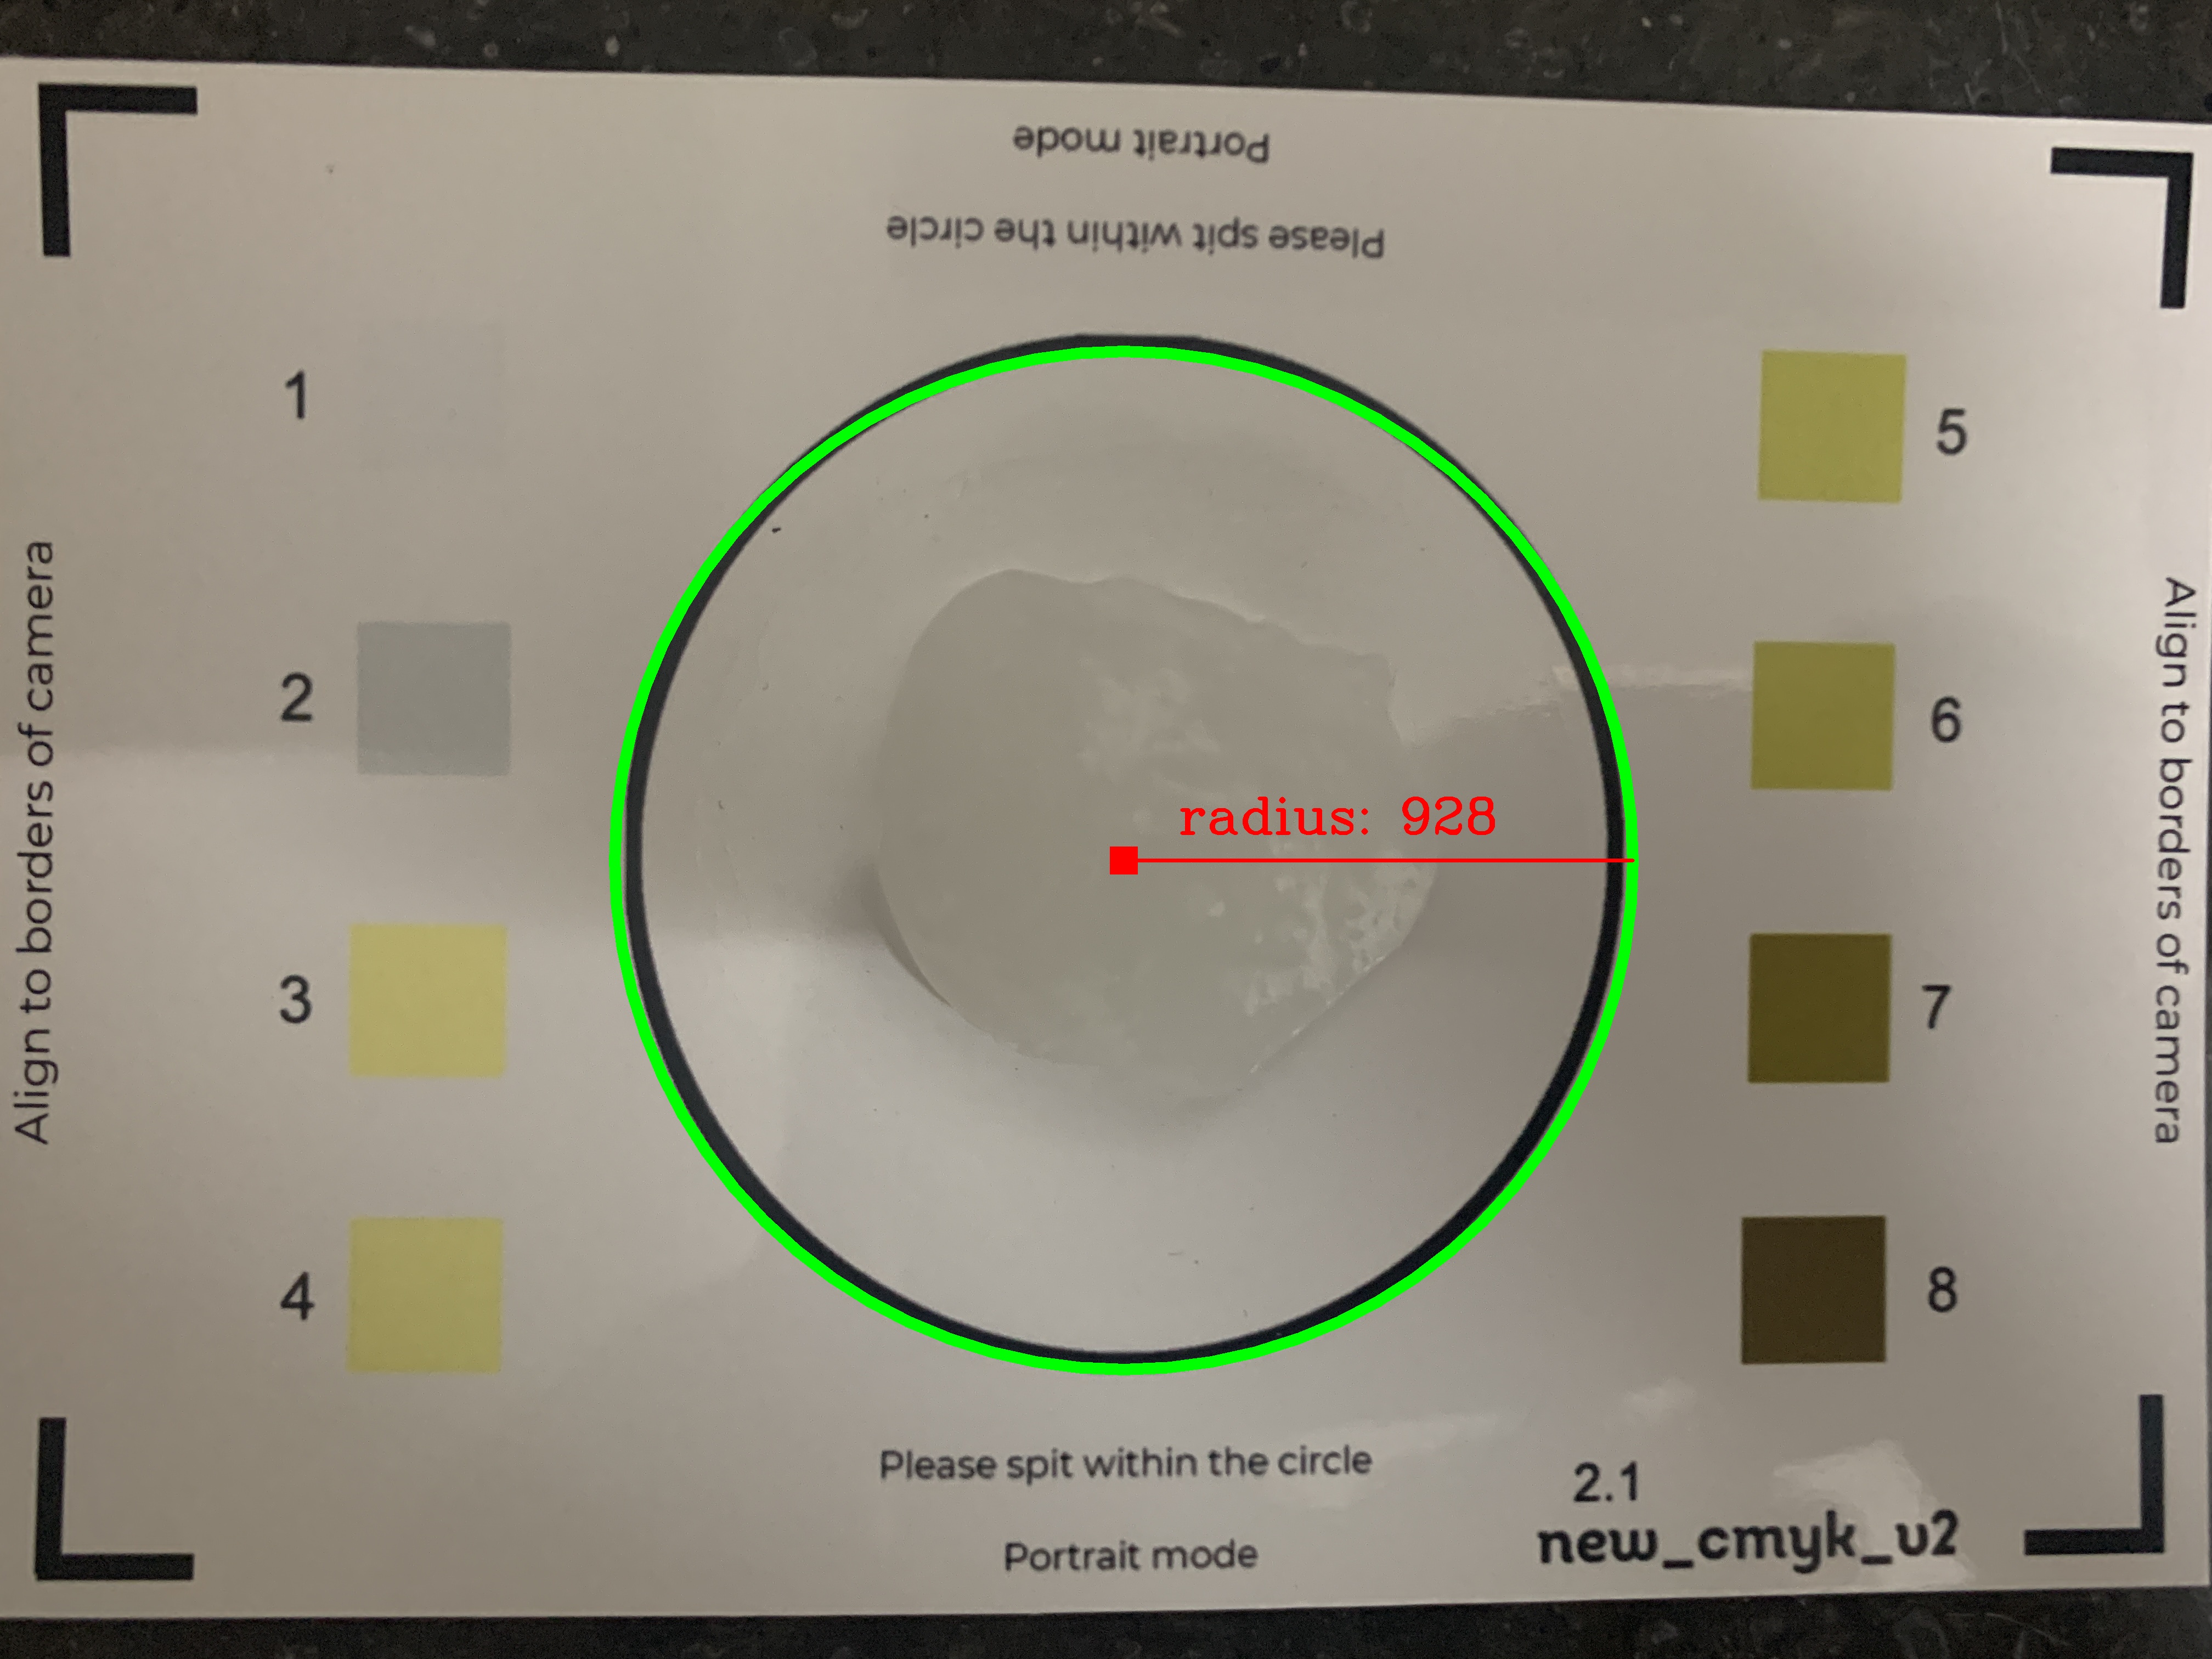 Portrait mode
Please spit within the circle
1
2
3
4
5
6
7
8
Align to borders of camera
Align to borders of camera
radius: 928
Please spit within the circle
Portrait mode
2.1
new_cmyk_v2